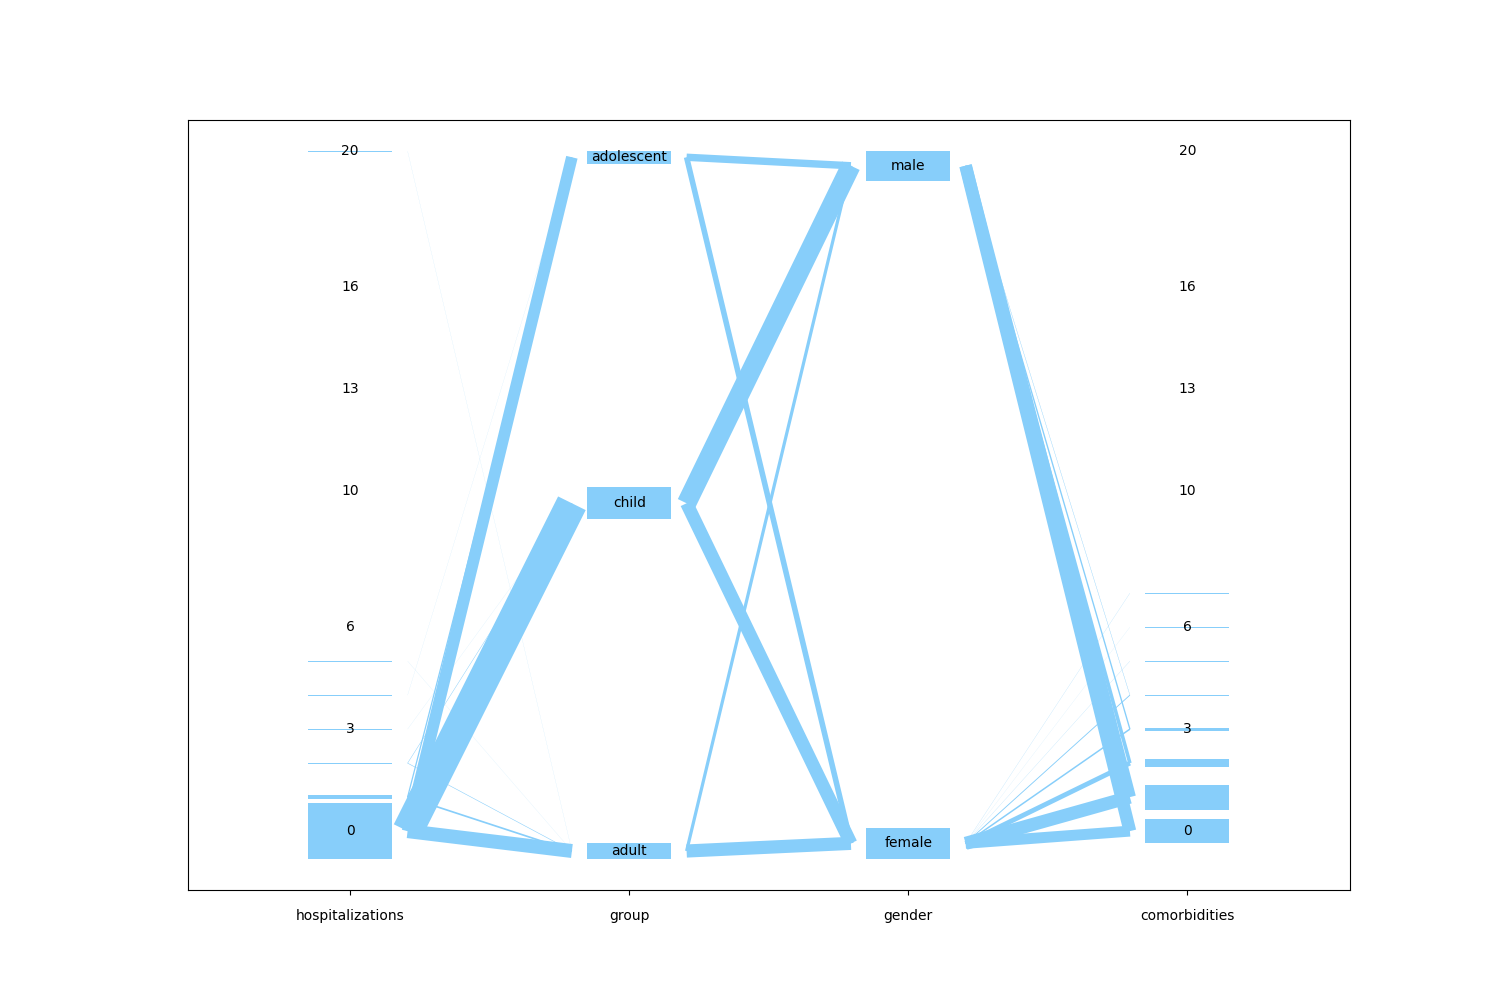 20
16
13
10
6
3
0
adolescent
child
adult
male
female
20
16
13
10
6
3
0
hospitalizations
group
gender
comorbidities